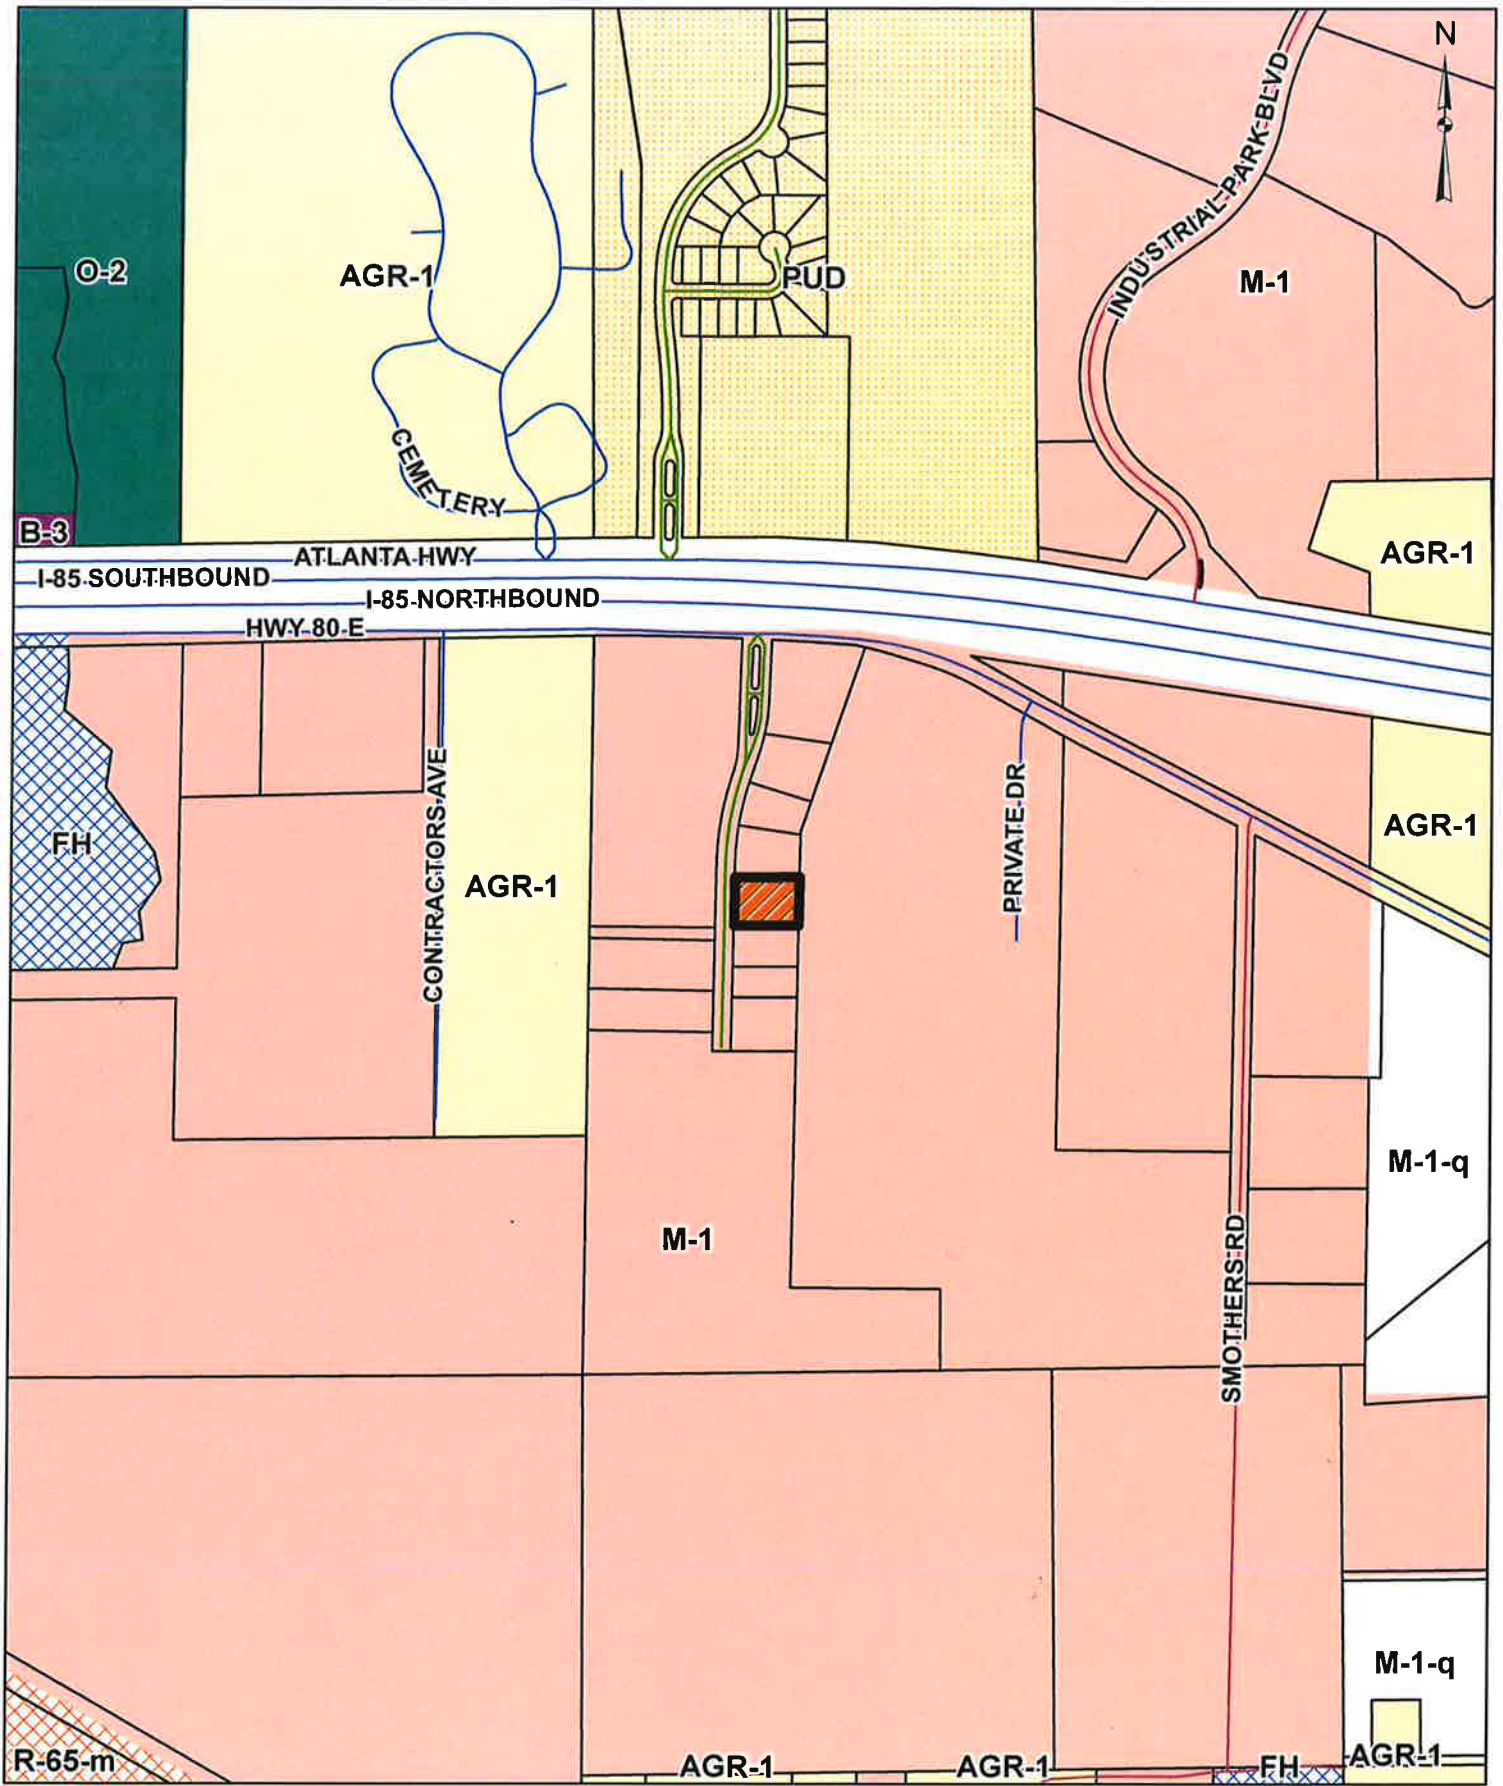 N
INDUSTRIAL PARK BLVD
O-2
AGR-1
PUD
M-1
CEMETERY
B-3
ATLANTA HWY
AGR-1
I-85 SOUTHBOUND
I-85 NORTHBOUND
HWY 80 E
FH
CONTRACTORS AVE
AGR-1
PRIVATE DR
AGR-1
M-1-q
M-1
SMOTHERS RD
M-1-q
R-65-m
AGR-1
AGR-1
FH
AGR-1